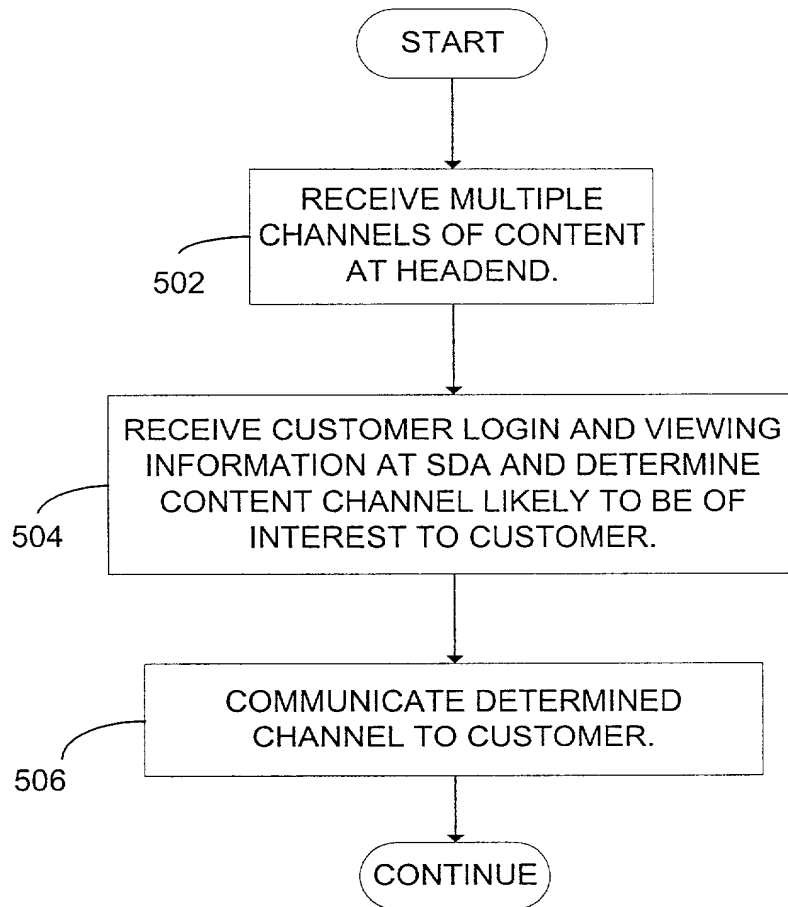 START
RECEIVE MULTIPLE
CHANNELS OF CONTENT
AT HEADEND.
502
RECEIVE CUSTOMER LOGIN AND VIEWING
INFORMATION AT SDA AND DETERMINE
CONTENT CHANNEL LIKELY TO BE OF
INTEREST TO CUSTOMER.
504
COMMUNICATE DETERMINED
CHANNEL TO CUSTOMER.
506
CONTINUE